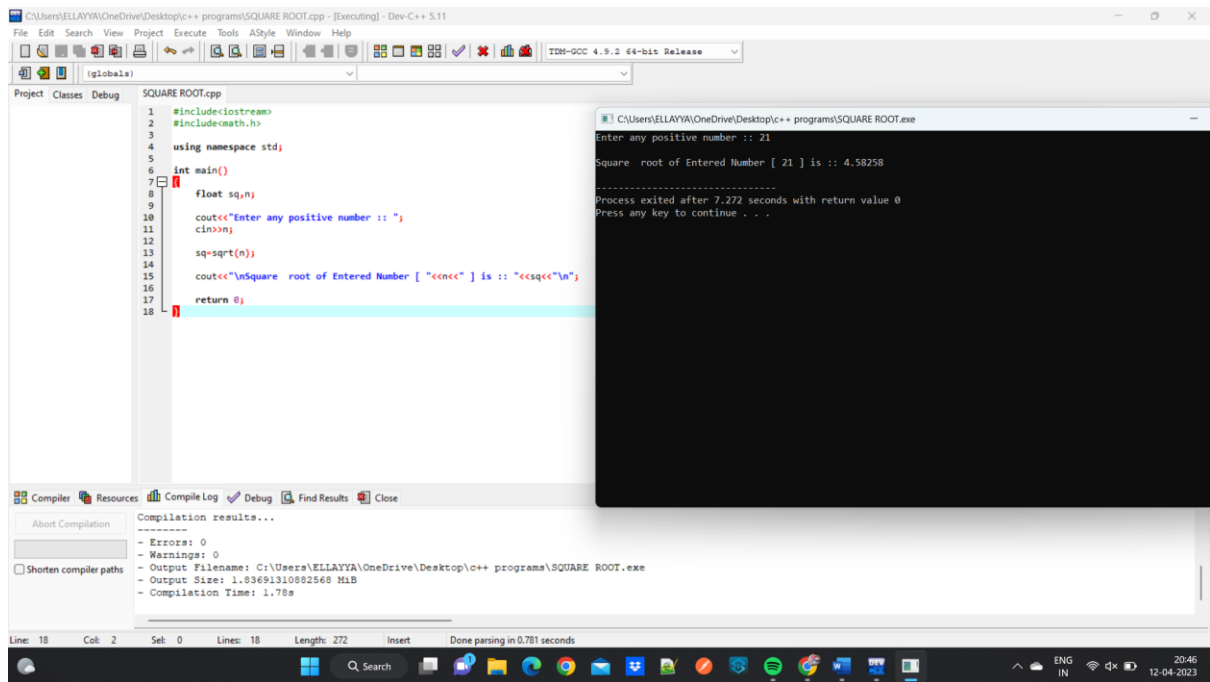 C:\Users\ELLAYYA\OneDrive\Desktop\c++ programs\SQUARE ROOT.cpp - [Executing] - Dev-C++ 5.11
File Edit Search View Project Execute Tools AStyle Window Help
TDM-GCC 4.9.2 64-bit Release
(globals)
Project Classes Debug
SQUARE ROOT.cpp
1 #include<iostream>
2 #include<math.h>
3
4 using namespace std;
5
6 int main()
7 {
8 float sq,n;
9
10 cout<<"Enter any positive number :: ";
11 cin>>n;
12
13 sq=sqrt(n);
14
15 cout<<"\nSquare  root of Entered Number [ "<<n<<" ] is :: "<<sq<<"\n";
16
17 return 0;
18 }
C:\Users\ELLAYYA\OneDrive\Desktop\c++ programs\SQUARE ROOT.exe
Enter any positive number :: 21
Square  root of Entered Number [ 21 ] is :: 4.58258
--------------------------------
Process exited after 7.272 seconds with return value 0
Press any key to continue . . .
Compiler Resources Compile Log Debug Find Results Close
Abort Compilation
Shorten compiler paths
Compilation results...
--------
- Errors: 0
- Warnings: 0
- Output Filename: C:\Users\ELLAYYA\OneDrive\Desktop\c++ programs\SQUARE ROOT.exe
- Output Size: 1.83691310882568 MiB
- Compilation Time: 1.78s
Line: 18 Col: 2 Sel: 0 Lines: 18 Length: 272 Insert Done parsing in 0.781 seconds
Search
ENG
IN
20:46
12-04-2023